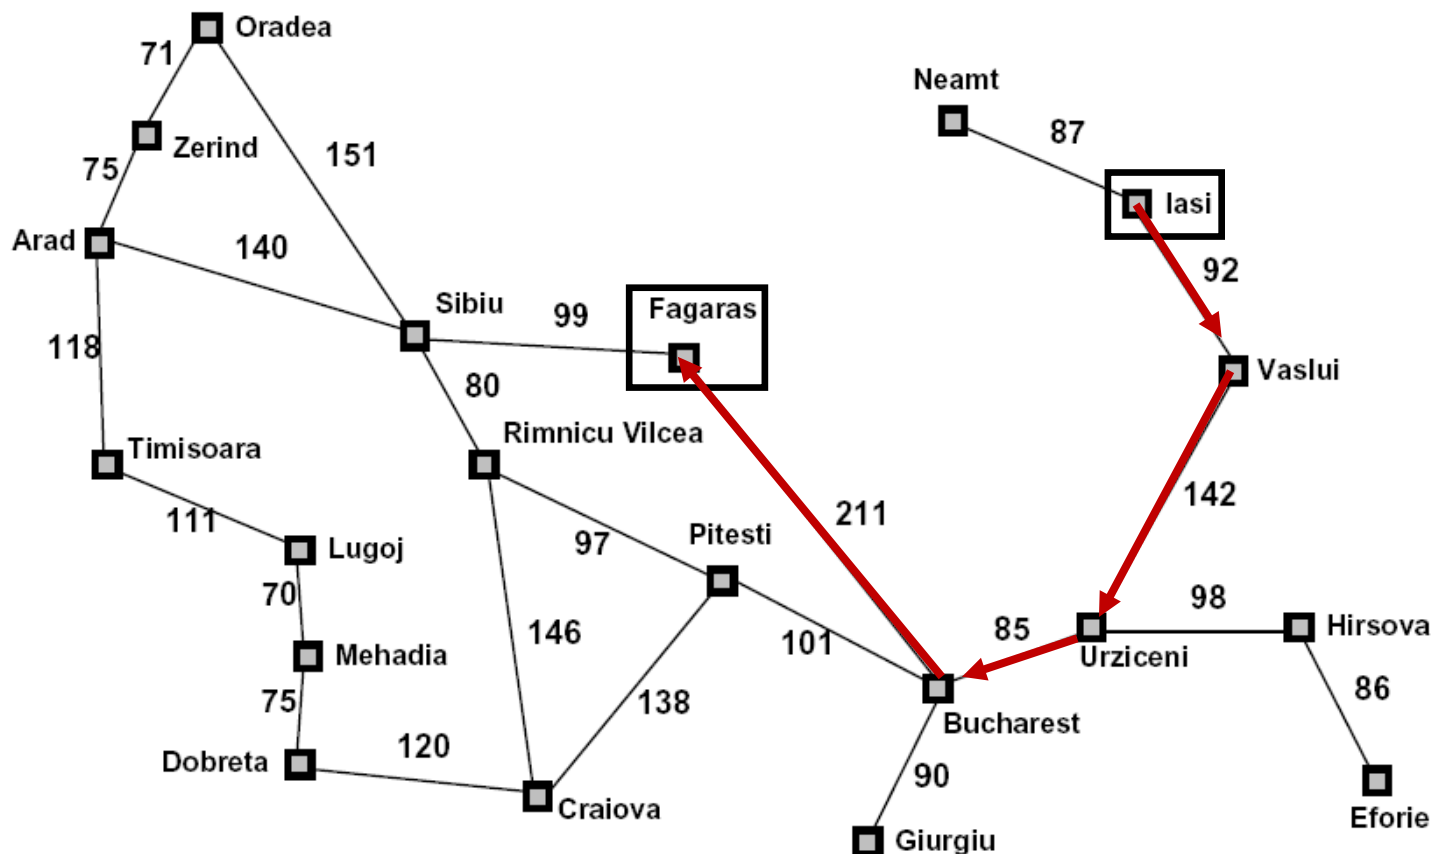 Oradea
71
Neamt
87
Zerind
151
75
Iasi
Arad
140
92
Sibiu
Fagaras
99
118
Vaslui
80
Rimnicu Vilcea
Timisoara
142
111
211
Pitesti
97
Lugoj
70
98
146
101
85
Hirsova
Mehadia
Urziceni
75
138
86
Bucharest
120
Dobreta
90
Craiova
Eforie
Giurgiu